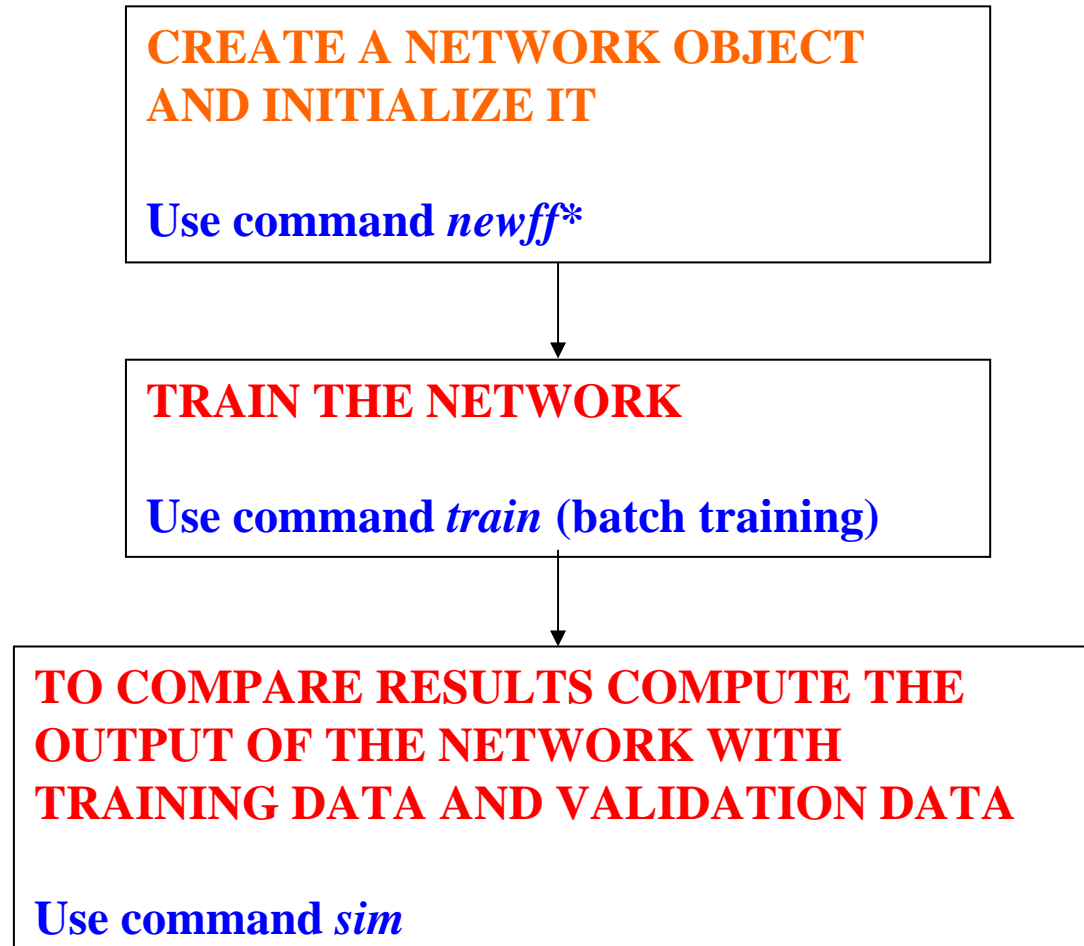 CREATE A NETWORK OBJECT
AND INITIALIZE IT
Use command newff*
TRAIN THE NETWORK
Use command train (batch training)
TO COMPARE RESULTS COMPUTE THE
OUTPUT OF THE NETWORK WITH
TRAINING DATA AND VALIDATION DATA
Use command sim